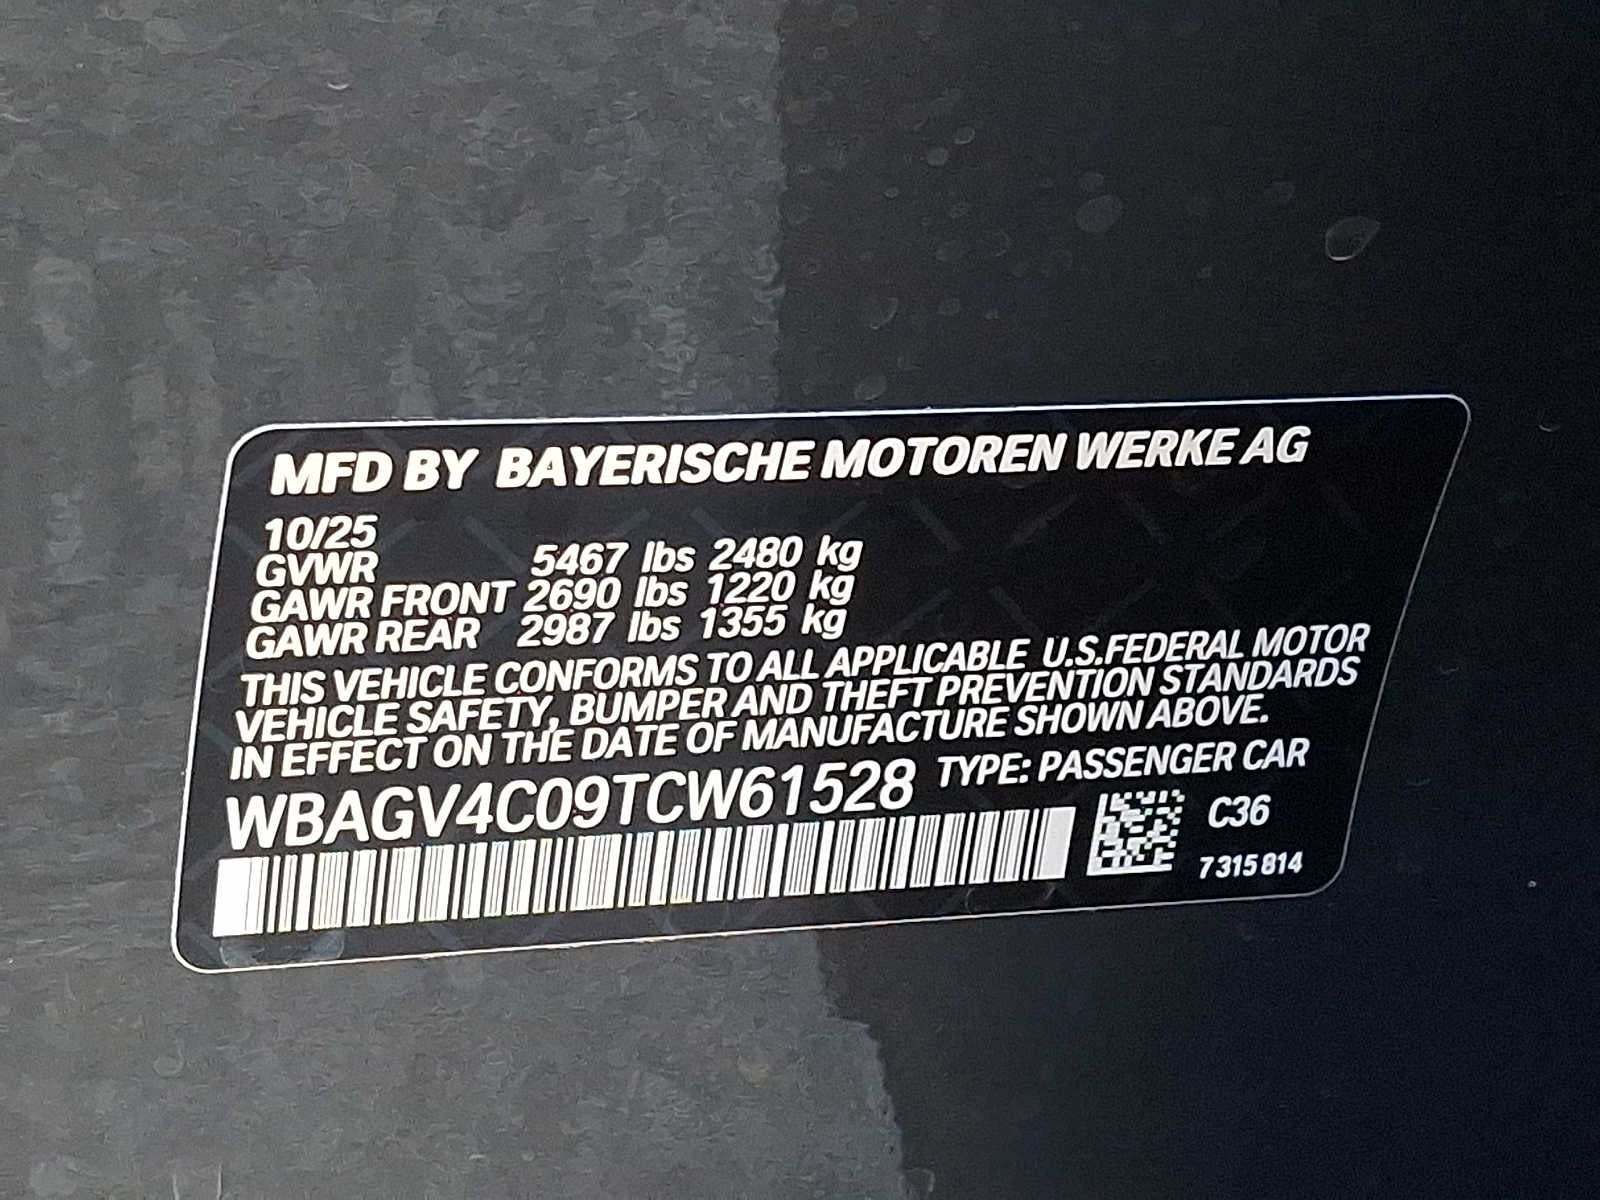 MFD BY BAYERISCHE MOTOREN WERKE AG
10/25
GVWR 5467 lbs 2480 kg
GAWR FRONT 2690 lbs 1220 kg
GAWR REAR 2987 lbs 1355 kg
THIS VEHICLE CONFORMS TO ALL APPLICABLE U.S.FEDERAL MOTOR
VEHICLE SAFETY, BUMPER AND THEFT PREVENTION STANDARDS
IN EFFECT ON THE DATE OF MANUFACTURE SHOWN ABOVE.
WBAGV4C09TCW61528 TYPE: PASSENGER CAR
C36
7315814